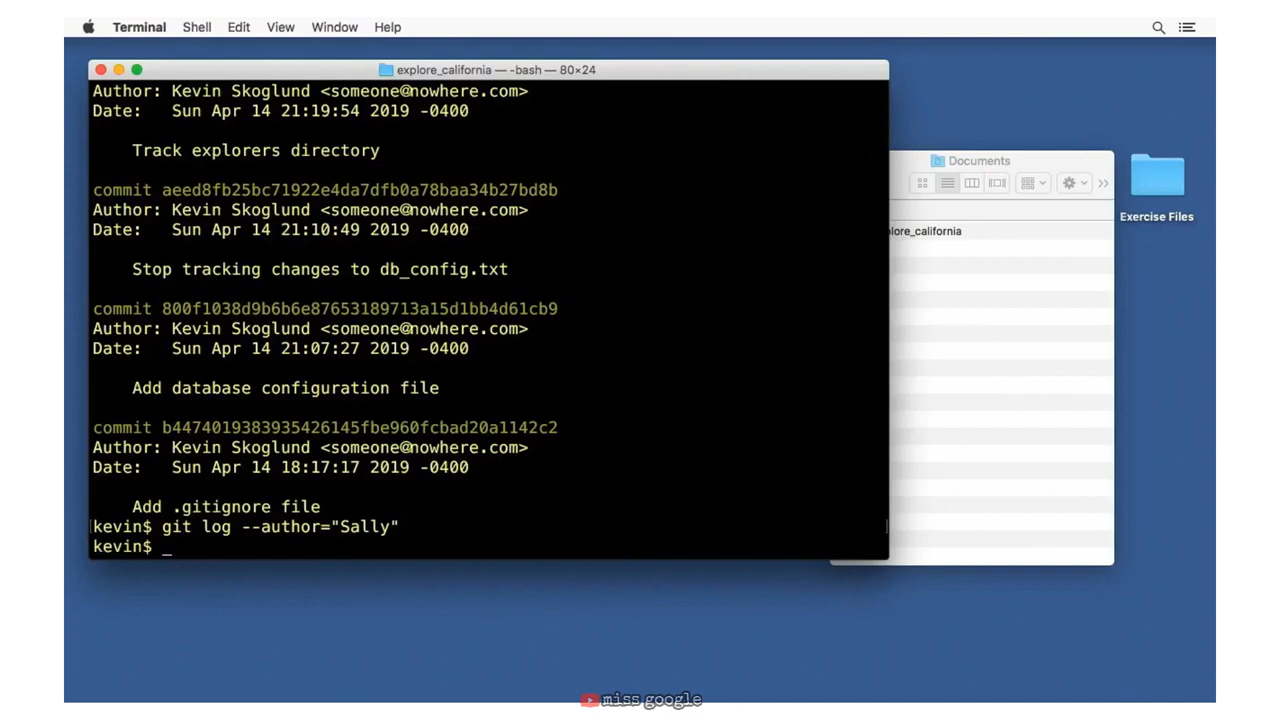 Terminal Shell Edit View Window Help
explore_california — -bash — 80×24
Author: Kevin Skoglund <someone@nowhere.com>
Date:   Sun Apr 14 21:19:54 2019 -0400
Track explorers directory
commit aeed8fb25bc71922e4da7dfb0a78baa34b27bd8b
Author: Kevin Skoglund <someone@nowhere.com>
Date:   Sun Apr 14 21:10:49 2019 -0400
Stop tracking changes to db_config.txt
commit 800f1038d9b6b6e87653189713a15d1bb4d61cb9
Author: Kevin Skoglund <someone@nowhere.com>
Date:   Sun Apr 14 21:07:27 2019 -0400
Add database configuration file
commit b4474019383935426145fbe960fcbad20a1142c2
Author: Kevin Skoglund <someone@nowhere.com>
Date:   Sun Apr 14 18:17:17 2019 -0400
Add .gitignore file
kevin$ git log --author="Sally"
kevin$ _
Documents
lore_california
Exercise Files
miss google